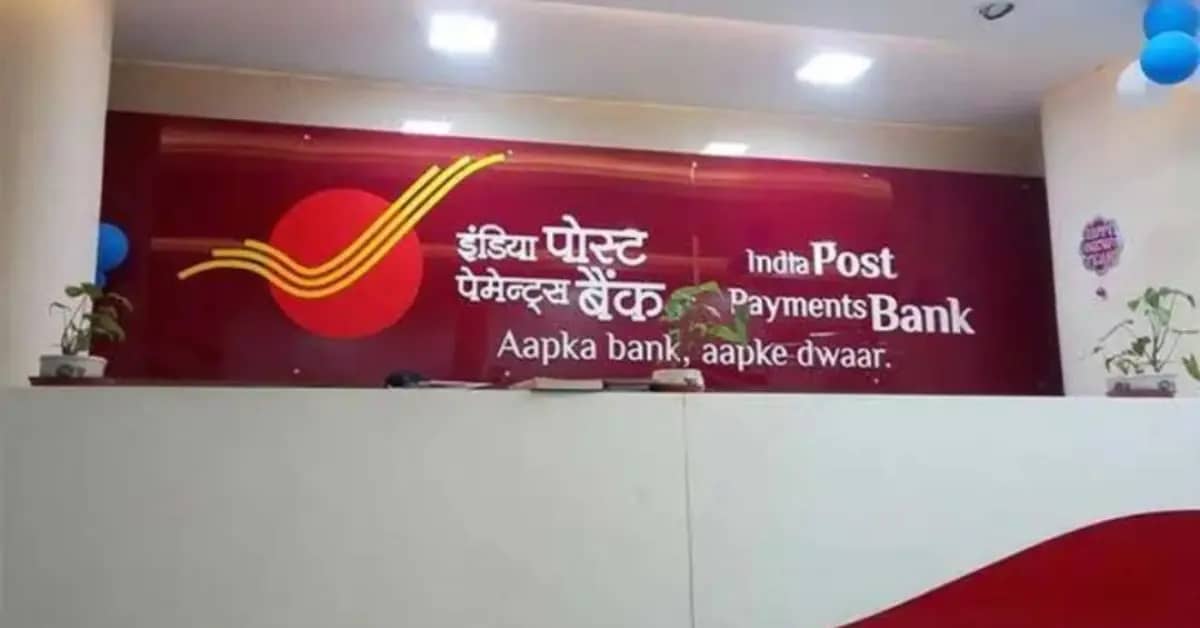 इंडिया पोस्ट
पेमेन्ट्स बैंक
India Post
Payments Bank
Aapka bank, aapke dwaar.